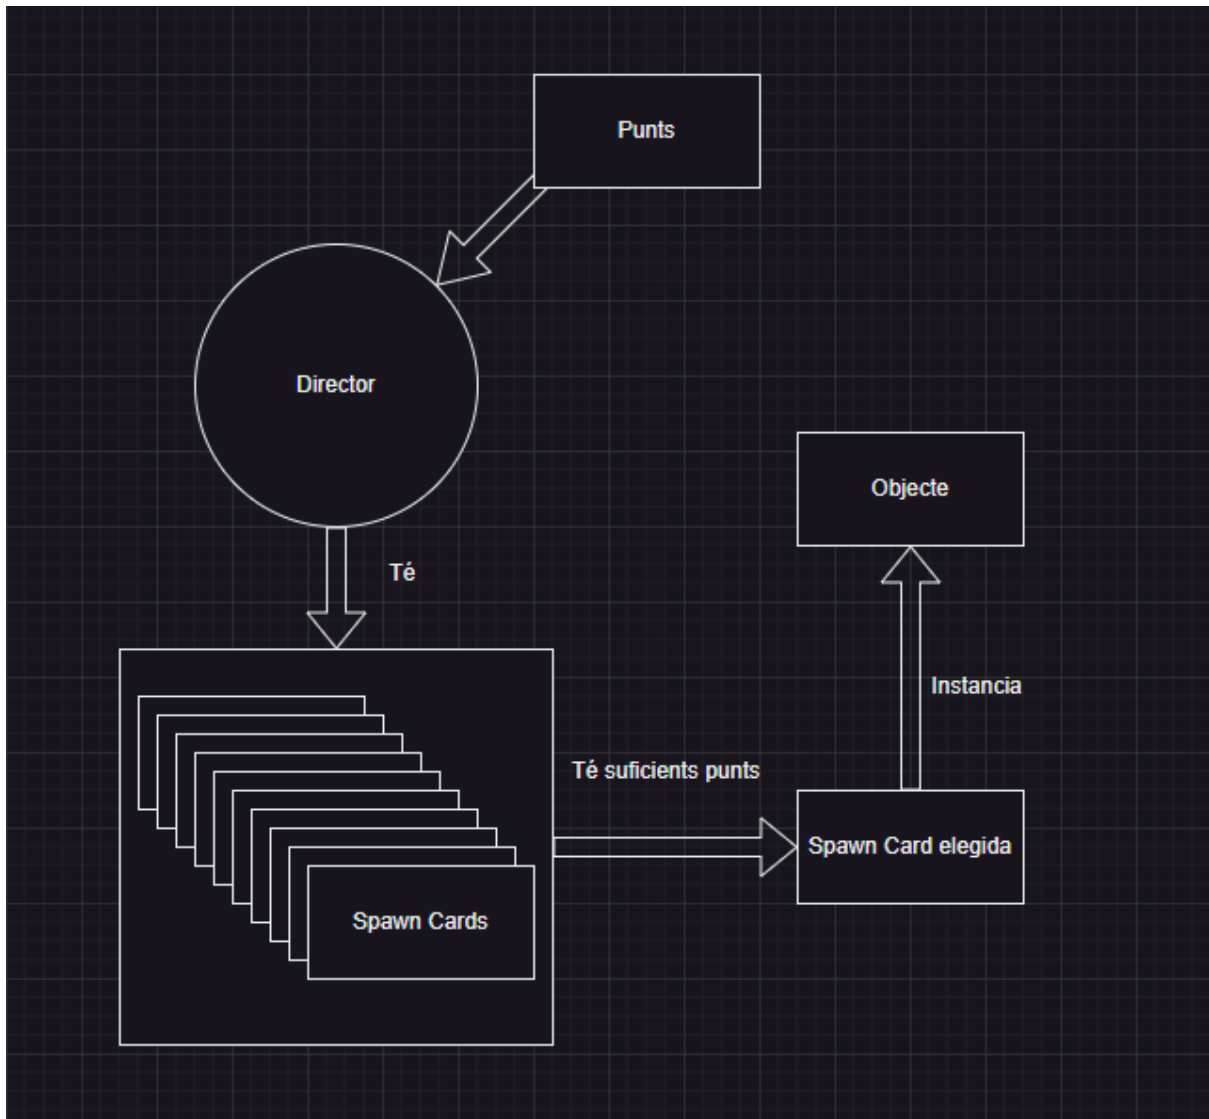 Punts
Director
Té
Objecte
Instancia
Té suficients punts
Spawn Card elegida
Spawn Cards